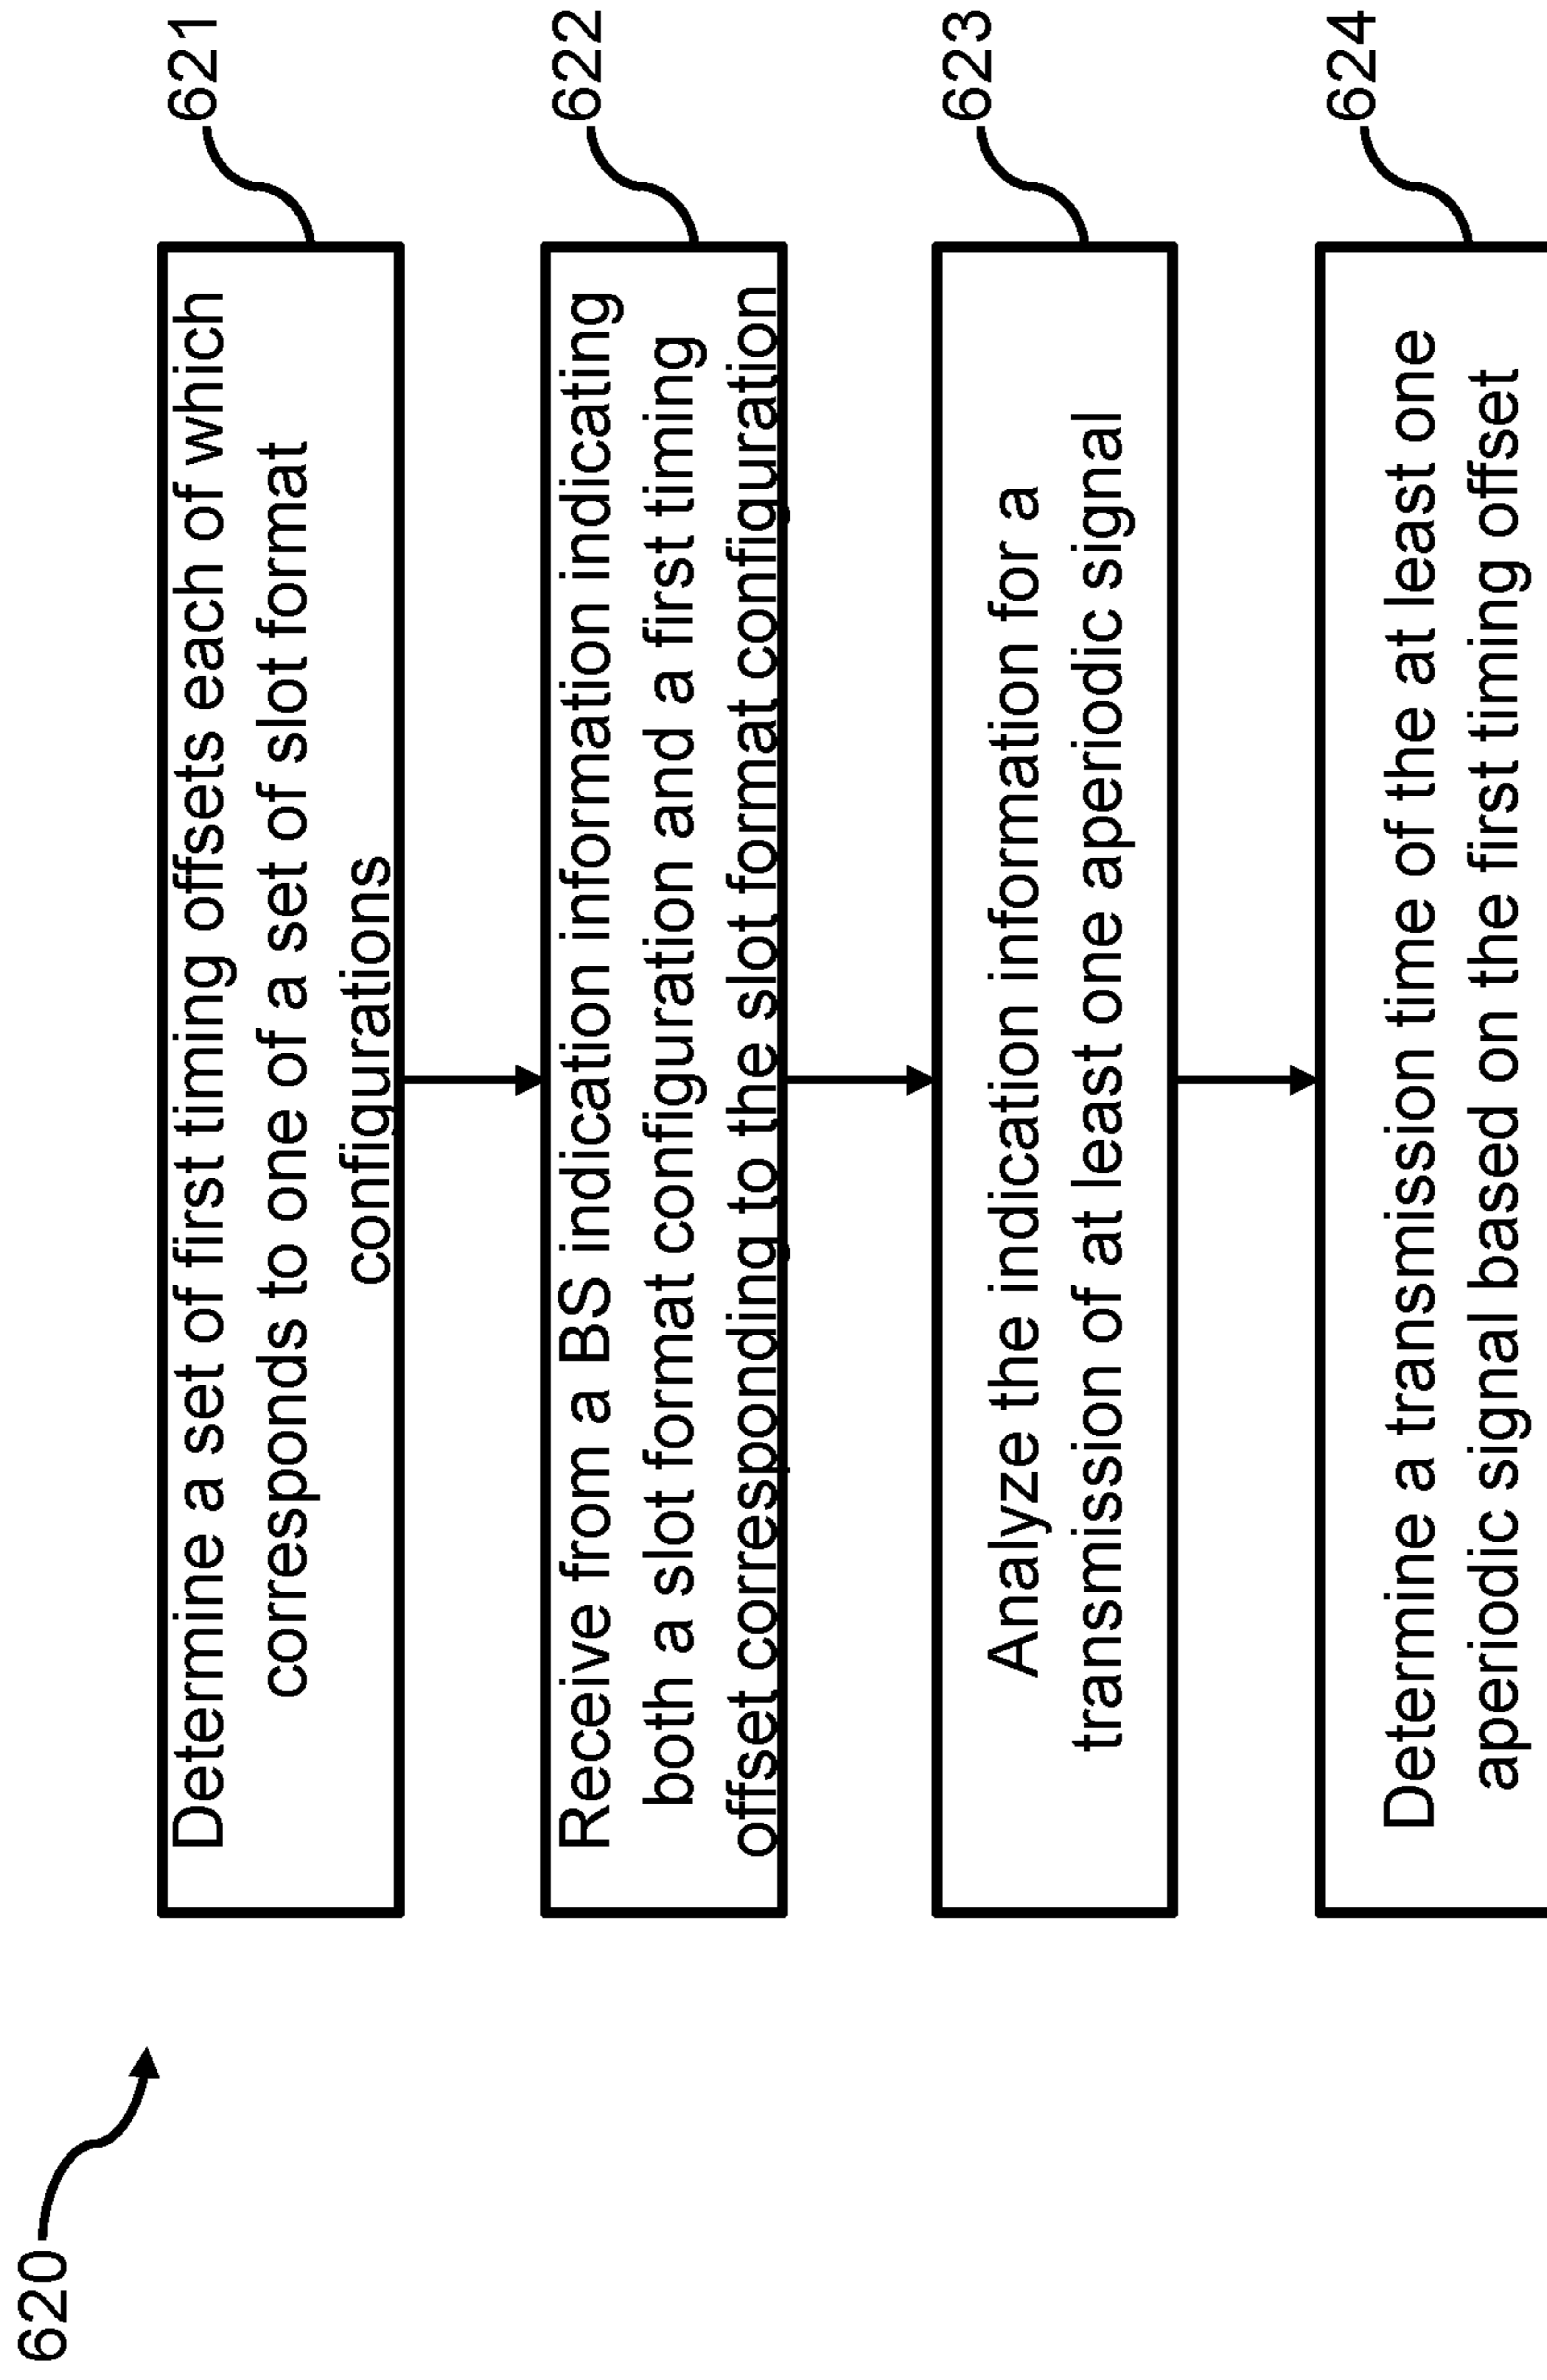 620
621
Determine a set of first timing offsets each of which
corresponds to one of a set of slot format
configurations
622
Receive from a BS indication information indicating
both a slot format configuration and a first timing
offset corresponding to the slot format configuration
623
Analyze the indication information for a
transmission of at least one aperiodic signal
624
Determine a transmission time of the at least one
aperiodic signal based on the first timing offset